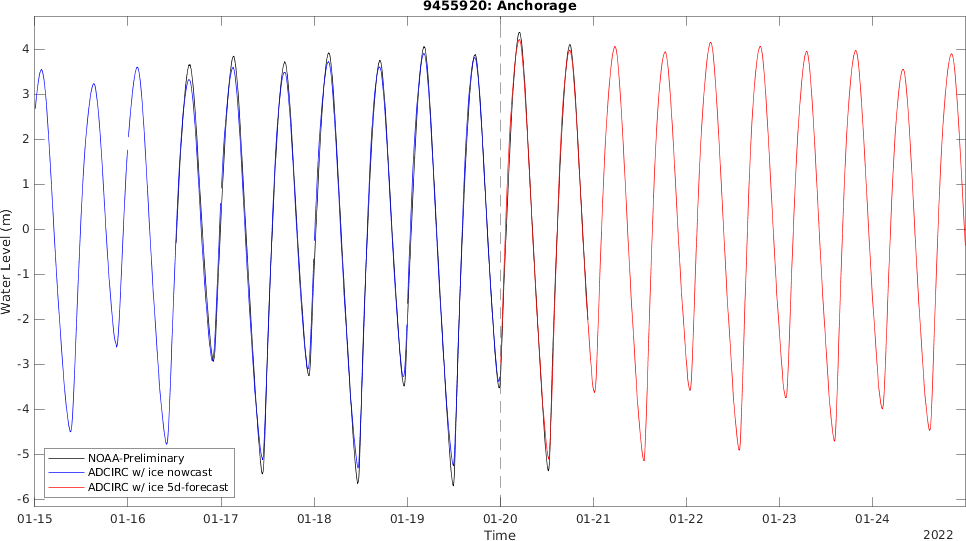 9455920: Anchorage
4
3
2
1
0
-1
-2
-3
-4
-5
-6
Water Level (m)
NOAA-Preliminary
ADCIRC w/ ice nowcast
ADCIRC w/ ice 5d-forecast
01-15 01-16 01-17 01-18 01-19 01-20 01-21 01-22 01-23 01-24
Time
2022